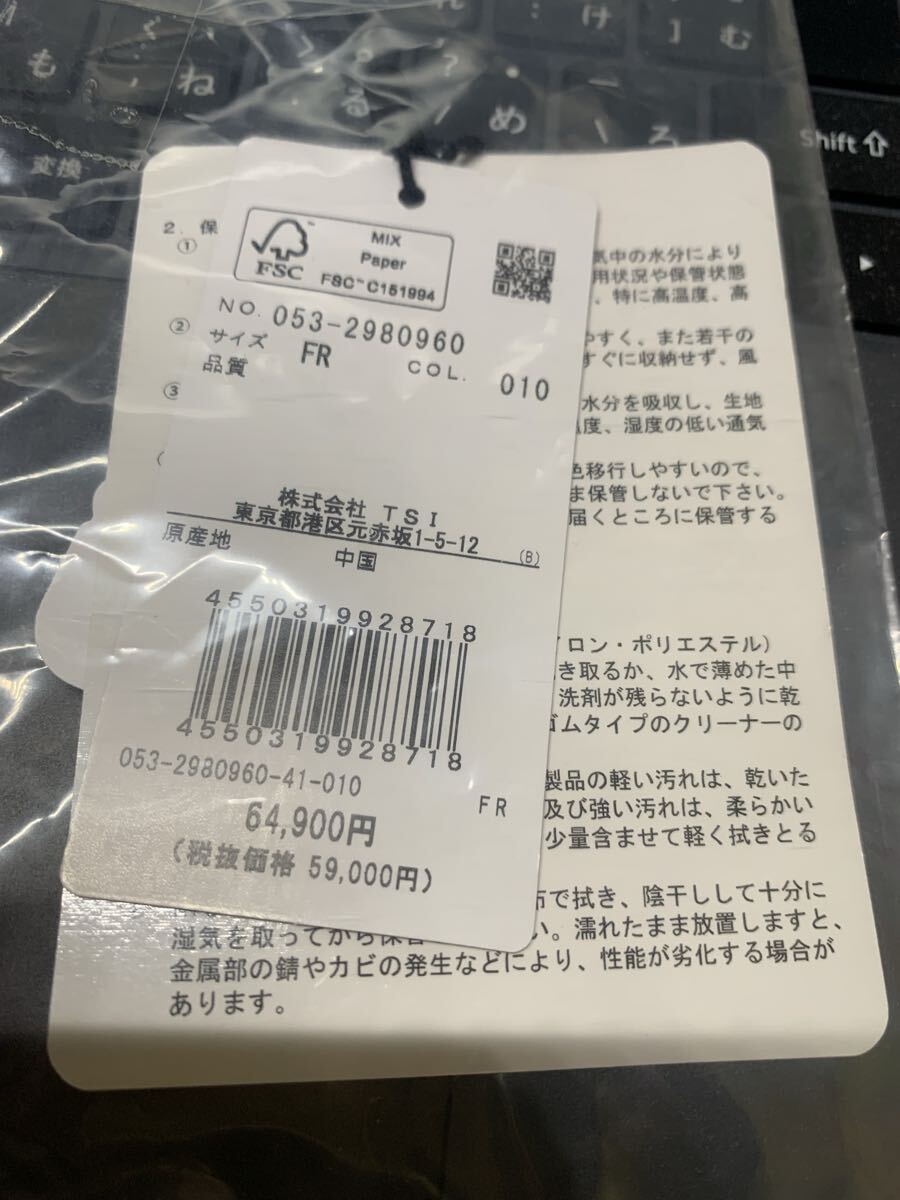 も
ね
る
?
め
け
]
む
ろ
変換
Shift
MIX
Paper
FSC™ C151994
FSC
NO. 053-2980960
サイズ FR
品質 COL. 010
株式会社 TSI
東京都港区元赤坂1-5-12 (B)
原産地
中国
4550319928718
4550319928718
053-2980960-41-010
FR
64,900円
(税抜価格 59,000円)
2. 保
①
気中の水分により
用状況や保管状態
、特に高温度、高
②
やすく、また若干の
すぐに収納せず、風
③
水分を吸収し、生地
温度、湿度の低い通気
色移行しやすいので、
ま保管しないで下さい。
届くところに保管する
イロン・ポリエステル)
き取るか、水で薄めた中
洗剤が残らないように乾
ゴムタイプのクリーナーの
製品の軽い汚れは、乾いた
及び強い汚れは、柔らかい
少量含ませて軽く拭きとる
布で拭き、陰干しして十分に
湿気を取ってから保管 い。濡れたまま放置しますと、
金属部の錆やカビの発生などにより、性能が劣化する場合が
あります。